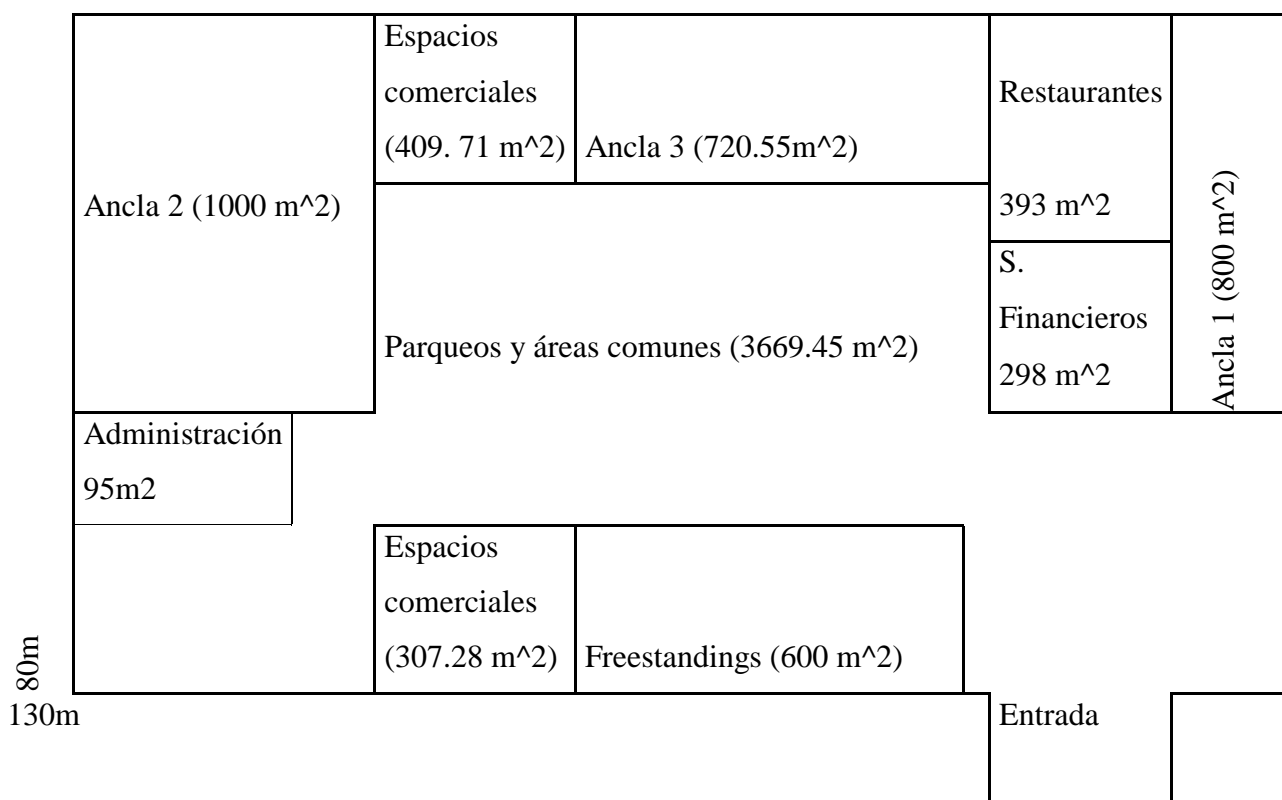 Espacios
comerciales
(409. 71 m^2)
Ancla 3 (720.55m^2)
Restaurantes
393 m^2
Ancla 2 (1000 m^2)
Ancla 1 (800 m^2)
S.
Financieros
298 m^2
Parqueos y áreas comunes (3669.45 m^2)
Administración
95m2
Espacios
comerciales
(307.28 m^2)
Freestandings (600 m^2)
80m
130m
Entrada